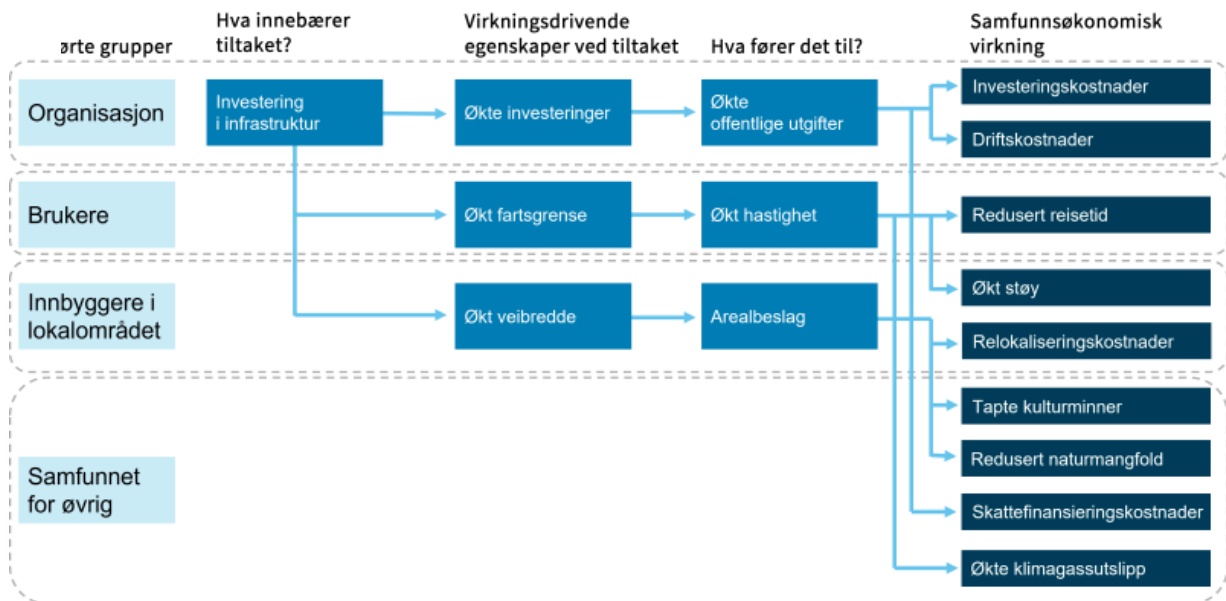 ørte grupper
Hva innebærer
tiltaket?
Virkningsdrivende
egenskaper ved tiltaket
Hva fører det til?
Samfunnsøkonomisk
virkning
Organisasjon
Investering
i infrastruktur
Økte investeringer
Økte
offentlige utgifter
Investeringskostnader
Driftskostnader
Brukere
Økt fartsgrense
Økt hastighet
Redusert reisetid
Innbyggere i
lokalområdet
Økt veibredde
Arealbeslag
Økt støy
Relokaliseringskostnader
Samfunnet
for øvrig
Tapte kulturminner
Redusert naturmangfold
Skattefinansieringskostnader
Økte klimagassutslipp